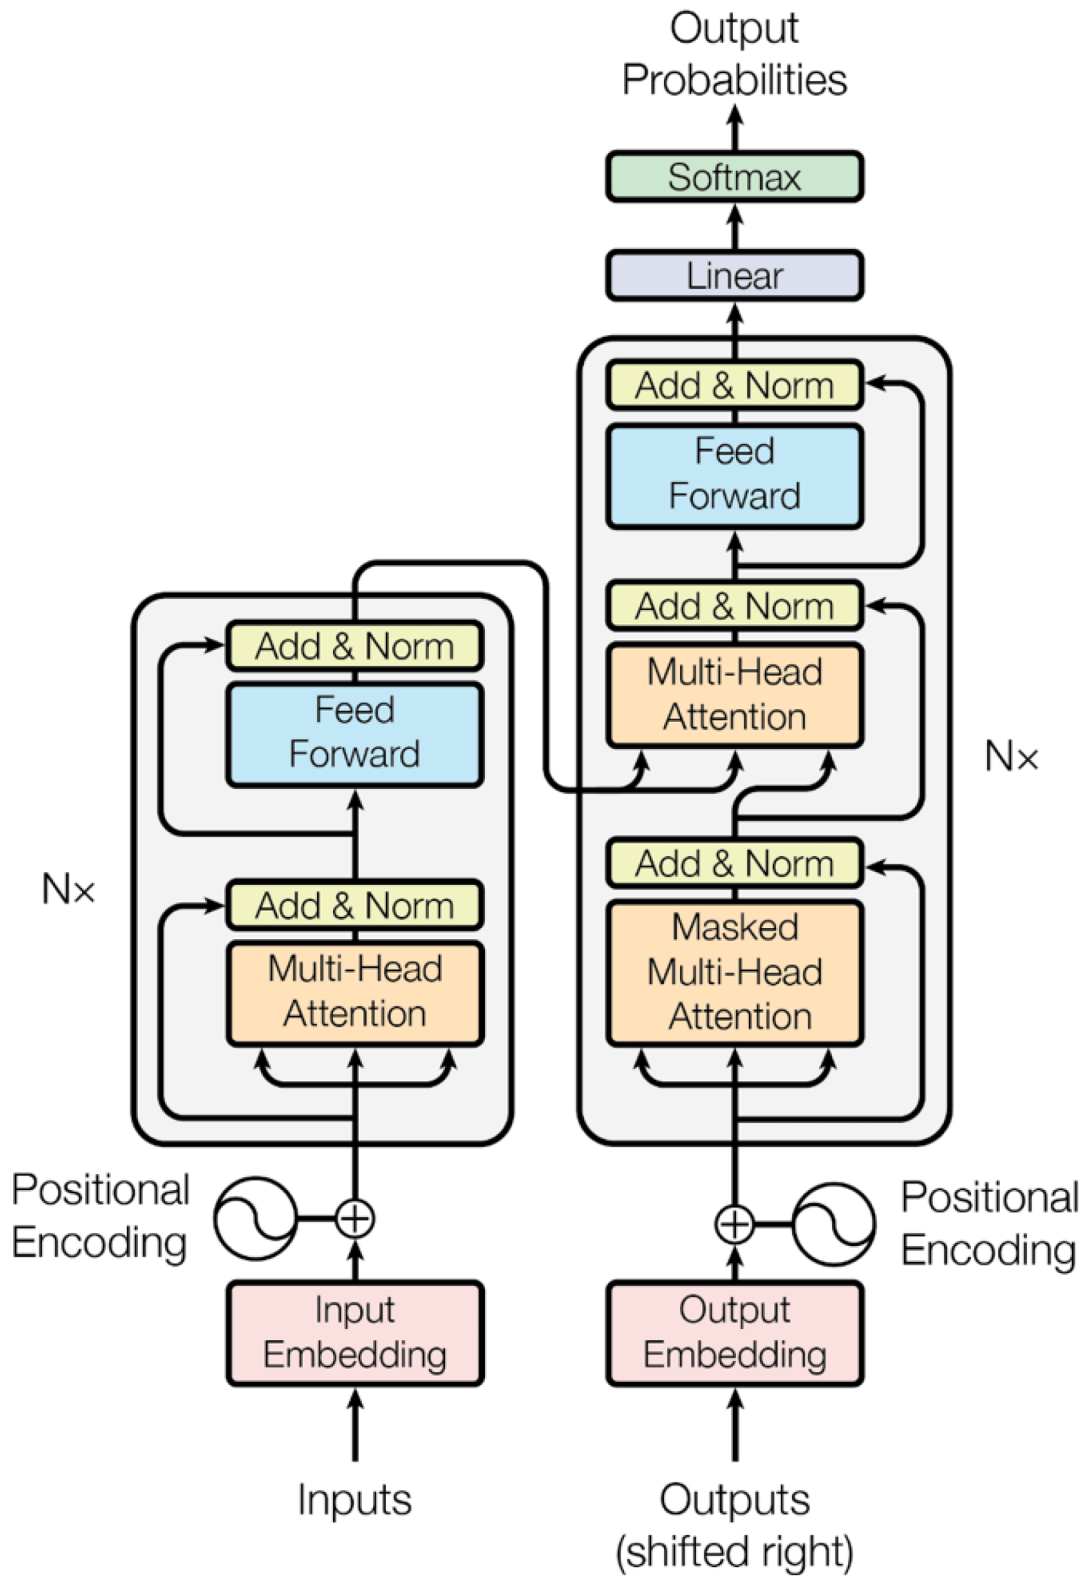 Output
Probabilities
Softmax
Linear
Add & Norm
Feed
Forward
Add & Norm
Multi-Head
Attention
Add & Norm
Masked
Multi-Head
Attention
N×
Add & Norm
Feed
Forward
Add & Norm
Multi-Head
Attention
N×
Positional
Encoding
Positional
Encoding
Input
Embedding
Output
Embedding
Inputs
Outputs
(shifted right)